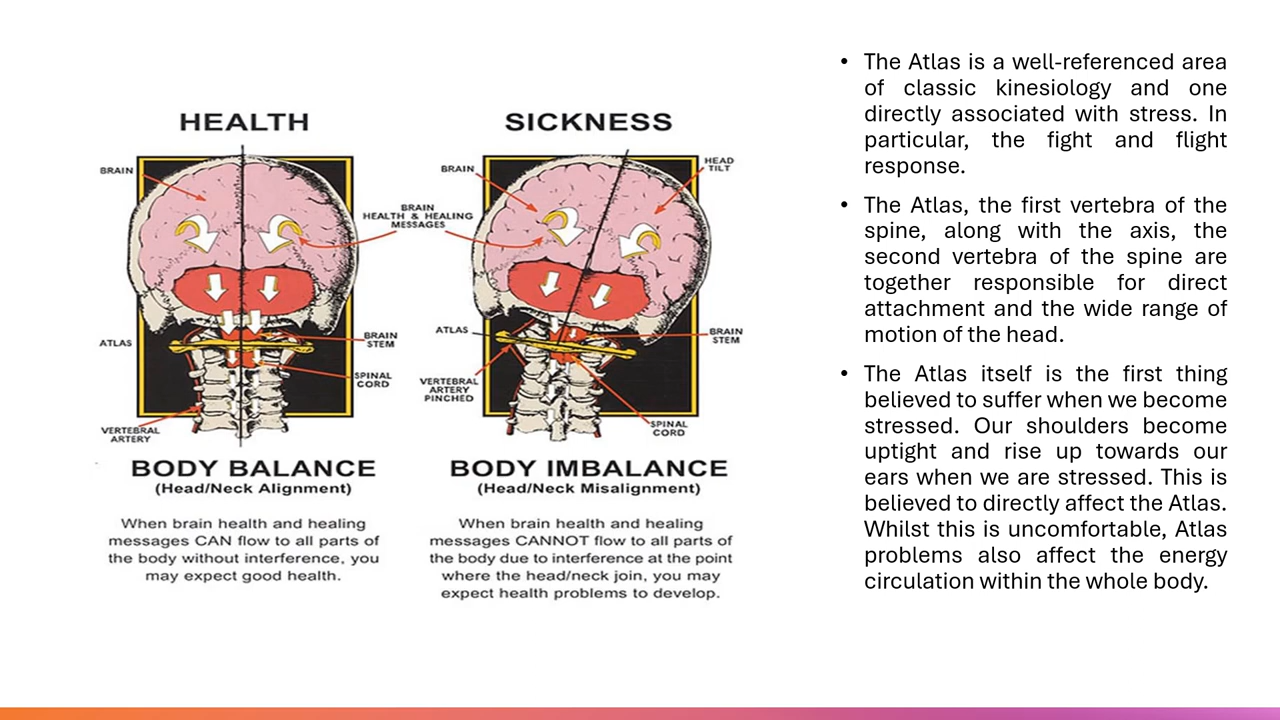 HEALTH
BRAIN
ATLAS
BRAIN
STEM
SPINAL
CORD
VERTEBRAL
ARTERY
BRAIN
HEALTH & HEALING
MESSAGES
BODY BALANCE
(Head/Neck Alignment)
When brain health and healing
messages CAN flow to all parts of
the body without interference, you
may expect good health.
SICKNESS
BRAIN
HEAD
TILT
ATLAS
BRAIN
STEM
VERTEBRAL
ARTERY
PINCHED
SPINAL
CORD
BODY IMBALANCE
(Head/Neck Misalignment)
When brain health and healing
messages CANNOT flow to all parts of
the body due to interference at the point
where the head/neck join, you may
expect health problems to develop.
• The Atlas is a well-referenced area
of classic kinesiology and one
directly associated with stress. In
particular, the fight and flight
response.
• The Atlas, the first vertebra of the
spine, along with the axis, the
second vertebra of the spine are
together responsible for direct
attachment and the wide range of
motion of the head.
• The Atlas itself is the first thing
believed to suffer when we become
stressed. Our shoulders become
uptight and rise up towards our
ears when we are stressed. This is
believed to directly affect the Atlas.
Whilst this is uncomfortable, Atlas
problems also affect the energy
circulation within the whole body.